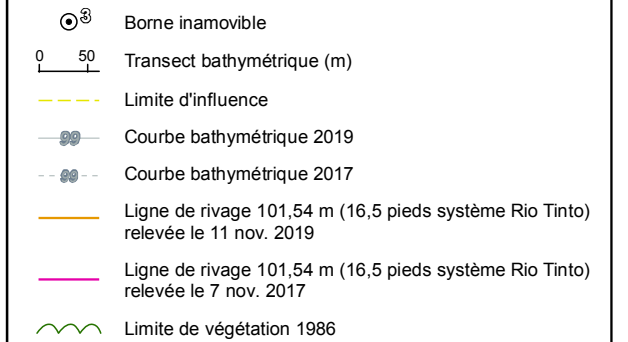 3 Borne inamovible
0 50 Transect bathymétrique (m)
Limite d'influence
99 Courbe bathymétrique 2019
99 Courbe bathymétrique 2017
Ligne de rivage 101,54 m (16,5 pieds système Rio Tinto)
relevée le 11 nov. 2019
Ligne de rivage 101,54 m (16,5 pieds système Rio Tinto)
relevée le 7 nov. 2017
Limite de végétation 1986